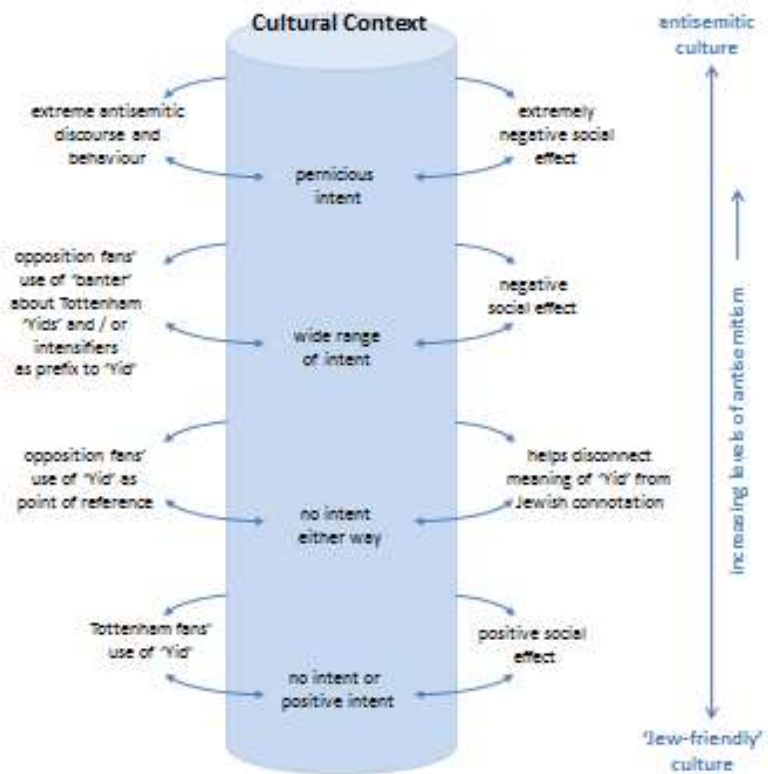 Cultural Context
antisemitic
culture
extreme antisemitic
discourse and
behaviour
pernicious
intent
extremely
negative social
effect
opposition fans'
use of 'banter'
about Tottenham
'Yids' and / or
intensifiers
as prefix to 'Yid'
wide range
of intent
negative
social effect
opposition fans'
use of 'Yid' as
point of reference
no intent
either way
helps disconnect
meaning of 'Yid' from
Jewish connotation
Tottenham fans'
use of 'Yid'
no intent or
positive intent
positive social
effect
increasing levels of antisemitism
'Jew-friendly'
culture